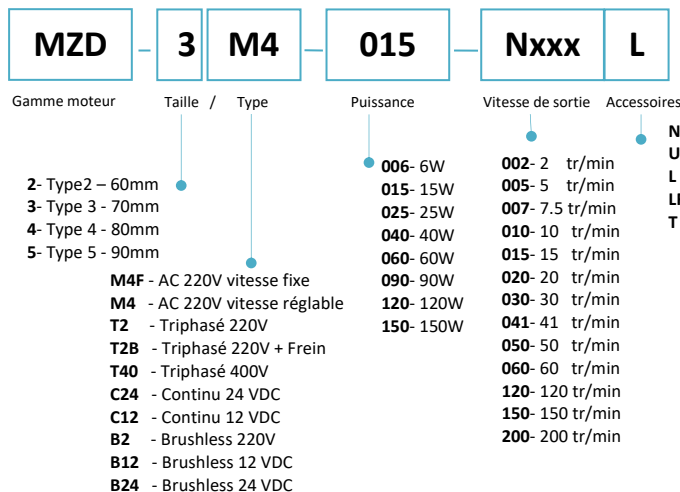 MZD - 3 M4 - 015 - Nxxx L
Gamme moteur Taille / Type Puissance Vitesse de sortie Accessoires
2- Type2 – 60mm
3- Type 3 - 70mm
4- Type 4 - 80mm
5- Type 5 - 90mm
M4F - AC 220V vitesse fixe
M4 - AC 220V vitesse réglable
T2 - Triphasé 220V
T2B - Triphasé 220V + Frein
T40 - Triphasé 400V
C24 - Continu 24 VDC
C12 - Continu 12 VDC
B2 - Brushless 220V
B12 - Brushless 12 VDC
B24 - Brushless 24 VDC
006- 6W
015- 15W
025- 25W
040- 40W
060- 60W
090- 90W
120- 120W
150- 150W
002- 2 tr/min
005- 5 tr/min
007- 7.5 tr/min
010- 10 tr/min
015- 15 tr/min
020- 20 tr/min
030- 30 tr/min
041- 41 tr/min
050- 50 tr/min
060- 60 tr/min
120- 120 tr/min
150- 150 tr/min
200- 200 tr/min
N
U
L
T